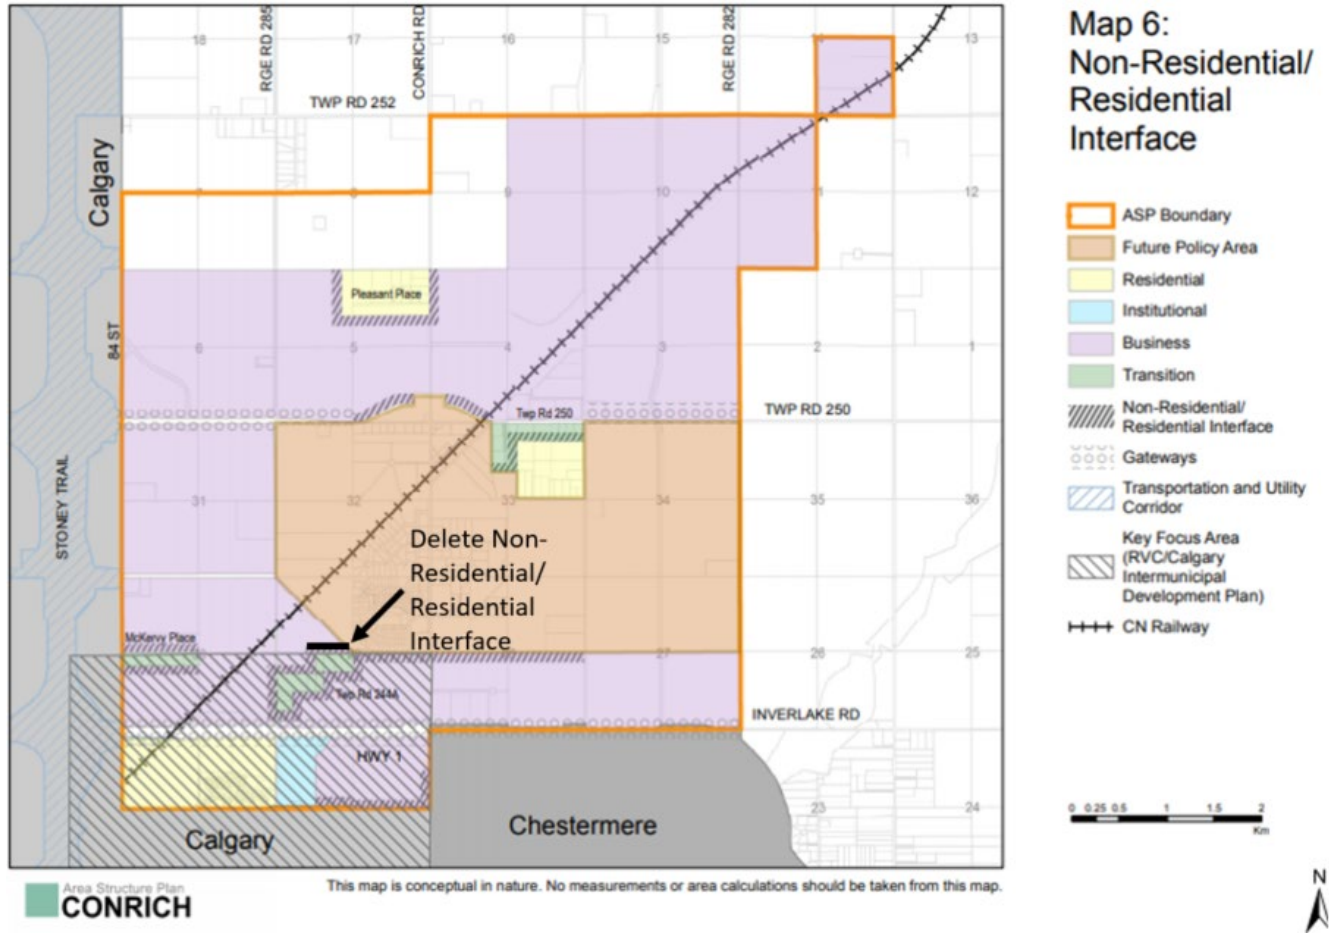 18
17
16
15
14
13
RGE RD 285
CONRICH RD
RGE RD 282
TWP RD 252
Calgary
7
8
9
10
11
12
Pleasant Place
84 ST
6
5
4
3
2
1
Twp Rd 250
TWP RD 250
STONEY TRAIL
31
32
33
34
35
36
Delete Non-
Residential/
Residential
Interface
McKervy Place
27
26
25
Twp Rd 244A
INVERLAKE RD
HWY 1
23
24
Calgary
Chestermere
Map 6:
Non-Residential/
Residential
Interface
ASP Boundary
Future Policy Area
Residential
Institutional
Business
Transition
Non-Residential/
Residential Interface
Gateways
Transportation and Utility
Corridor
Key Focus Area
(RVC/Calgary
Intermunicipal
Development Plan)
CN Railway
0 0.25 0.5 1 1.5 2
Km
N
Area Structure Plan
CONRICH
This map is conceptual in nature. No measurements or area calculations should be taken from this map.